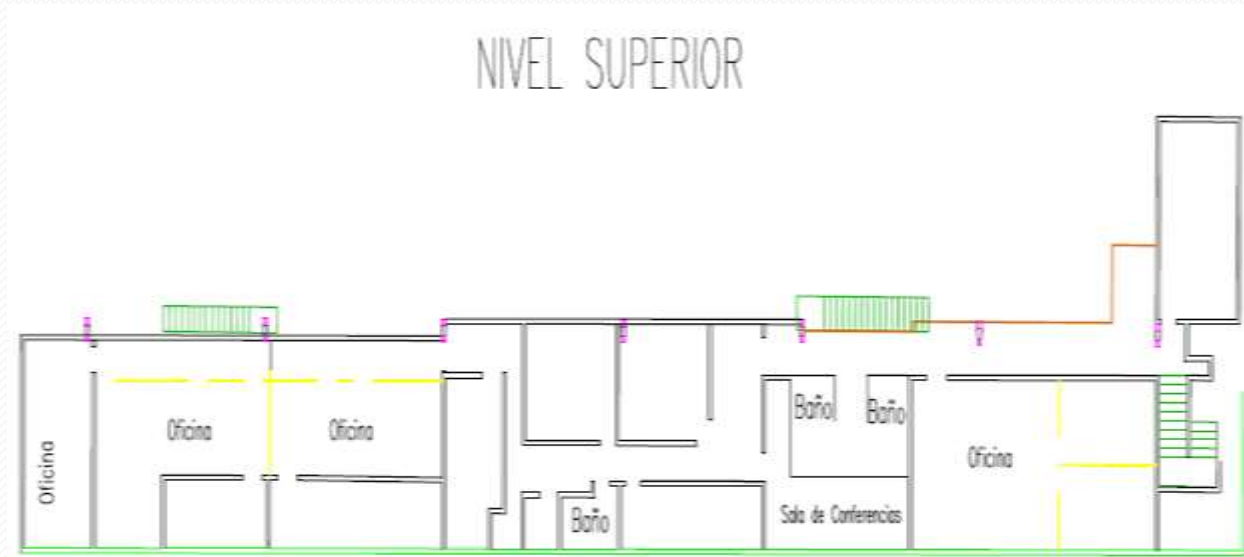 NIVEL SUPERIOR
Oficina
Oficina
Oficina
Baño
Baño
Baño
Sala de Conferencias
Oficina